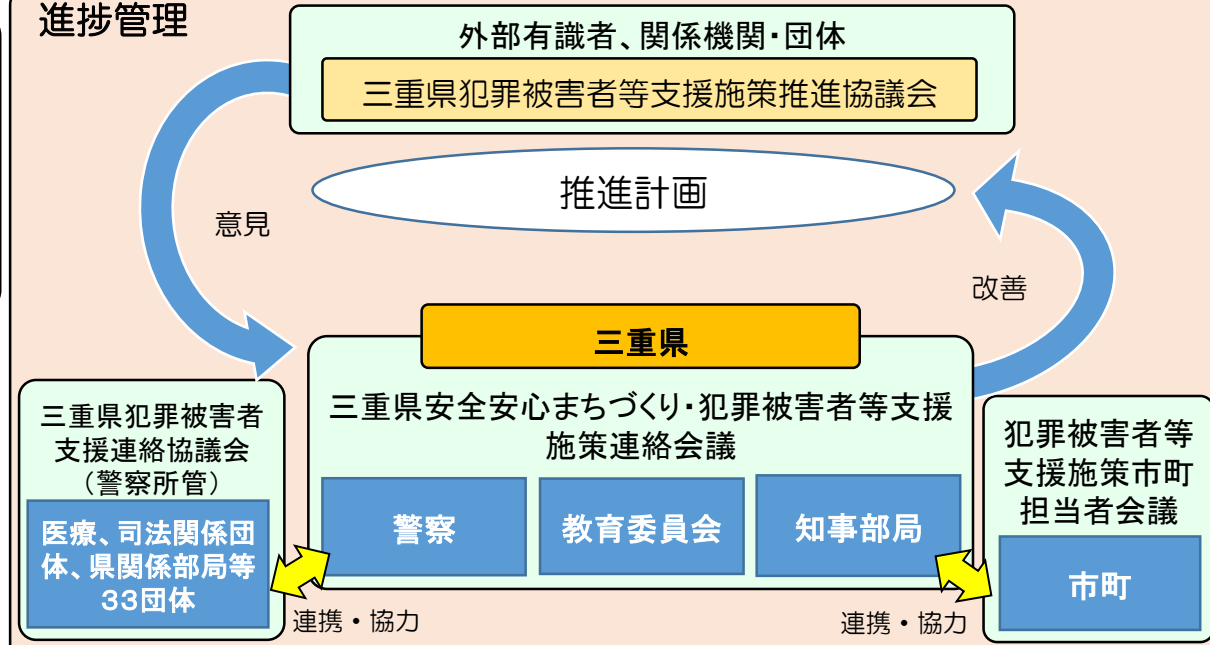 進捗管理
外部有識者、関係機関・団体
三重県犯罪被害者等支援施策推進協議会
推進計画
意見
改善
三重県
三重県安全安心まちづくり・犯罪被害者等支援
施策連絡会議
警察
教育委員会
知事部局
三重県犯罪被害者
支援連絡協議会
（警察所管）
医療、司法関係団
体、県関係部局等
３３団体
連携・協力
犯罪被害者等
支援施策市町
担当者会議
市町
連携・協力